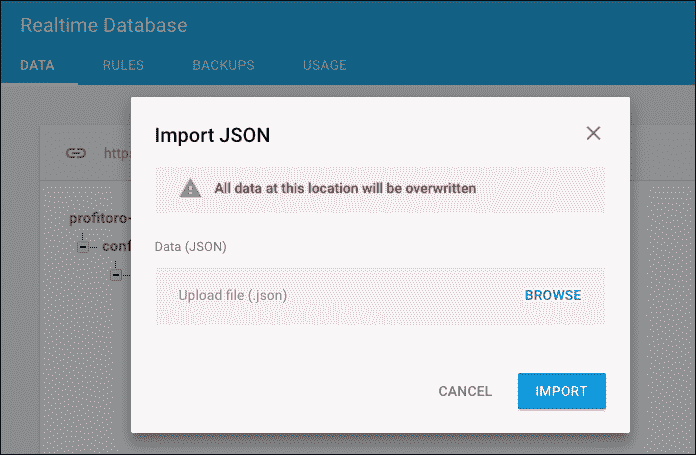 Realtime Database
DATA RULES BACKUPS USAGE
Import JSON
http
All data at this location will be overwritten
profitoro-
conf
Data (JSON)
Upload file (.json) BROWSE
CANCEL IMPORT